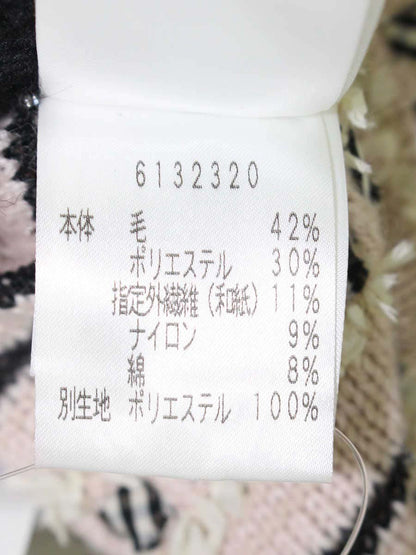 6132320
本体 毛 42%
ポリエステル 30%
指定外繊維(和紙) 11%
ナイロン 9%
綿 8%
別生地 ポリエステル 100%